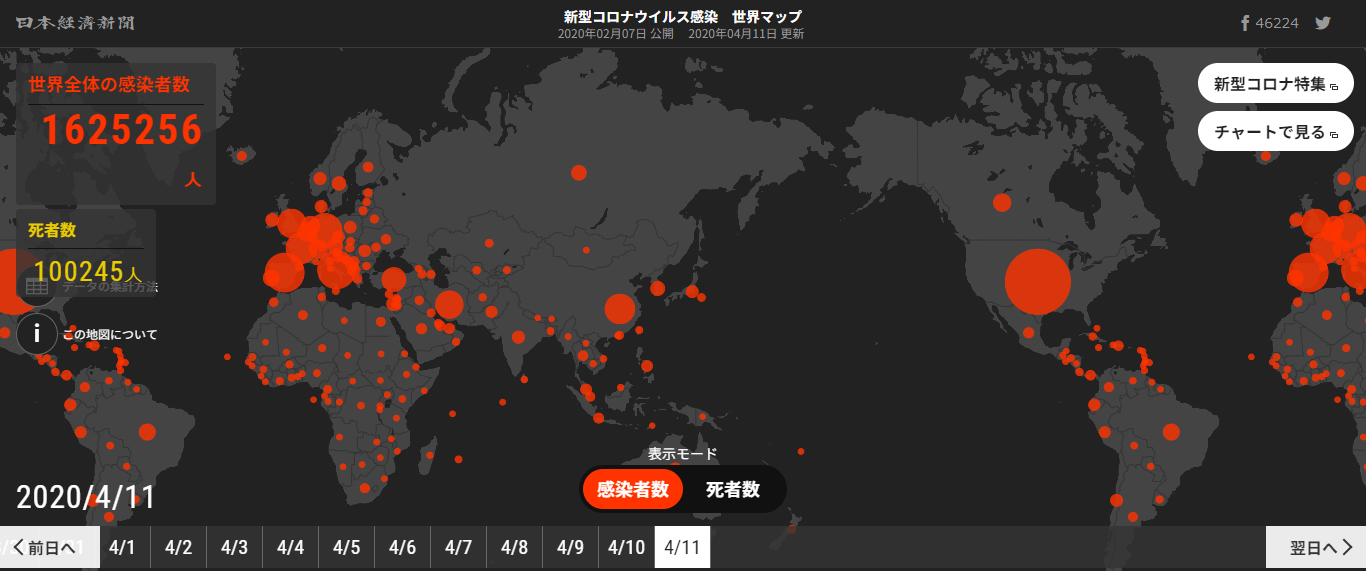 日本経済新聞
新型コロナウイルス感染　世界マップ
2020年02月07日 公開　2020年04月11日 更新
46224
世界全体の感染者数
1625256
人
死者数
100245人
データの集計方法
i この地図について
新型コロナ特集
チャートで見る
表示モード
感染者数 死者数
2020/4/11
前日へ 4/1 4/2 4/3 4/4 4/5 4/6 4/7 4/8 4/9 4/10 4/11 翌日へ